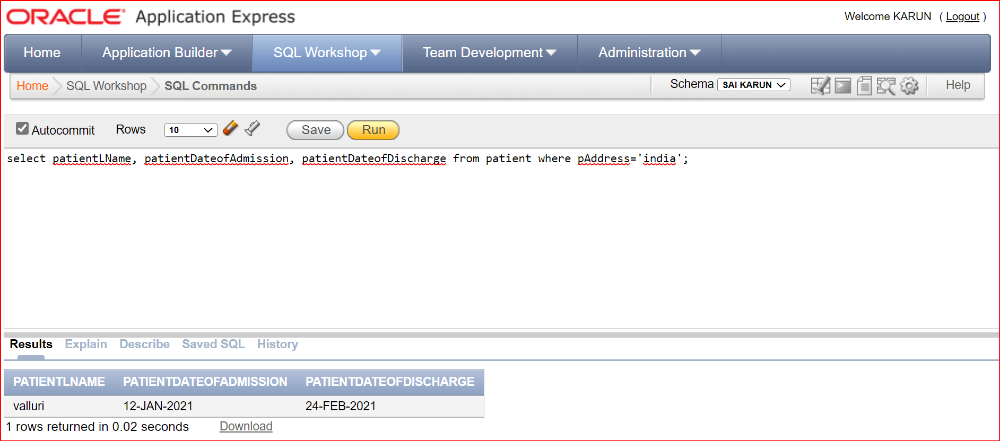 ORACLE Application Express
Welcome KARUN ( Logout )
Home Application Builder SQL Workshop Team Development Administration
Home SQL Workshop SQL Commands Schema SAI KARUN Help
Autocommit Rows 10 Save Run
select patientLName, patientDateofAdmission, patientDateofDischarge from patient where pAddress='india';
Results Explain Describe Saved SQL History
PATIENTLNAME PATIENTDATEOFADMISSION PATIENTDATEOFDISCHARGE
valluri 12-JAN-2021 24-FEB-2021
1 rows returned in 0.02 seconds Download